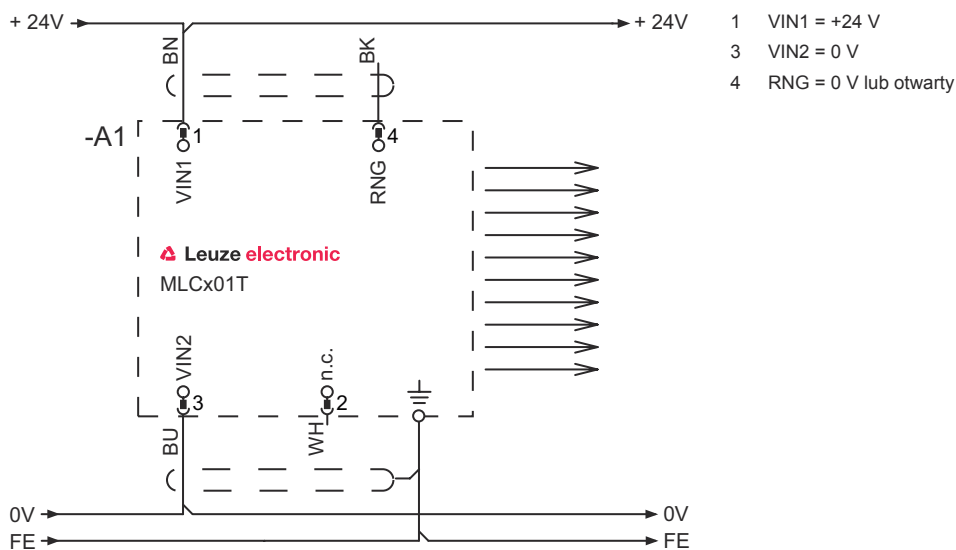 + 24V
+ 24V
1 VIN1 = +24 V
3 VIN2 = 0 V
4 RNG = 0 V lub otwarty
BN
BK
-A1
1
4
VIN1
RNG
Leuze electronic
MLCx01T
VIN2
n.c.
3
2
BU
WH
0V
0V
FE
FE